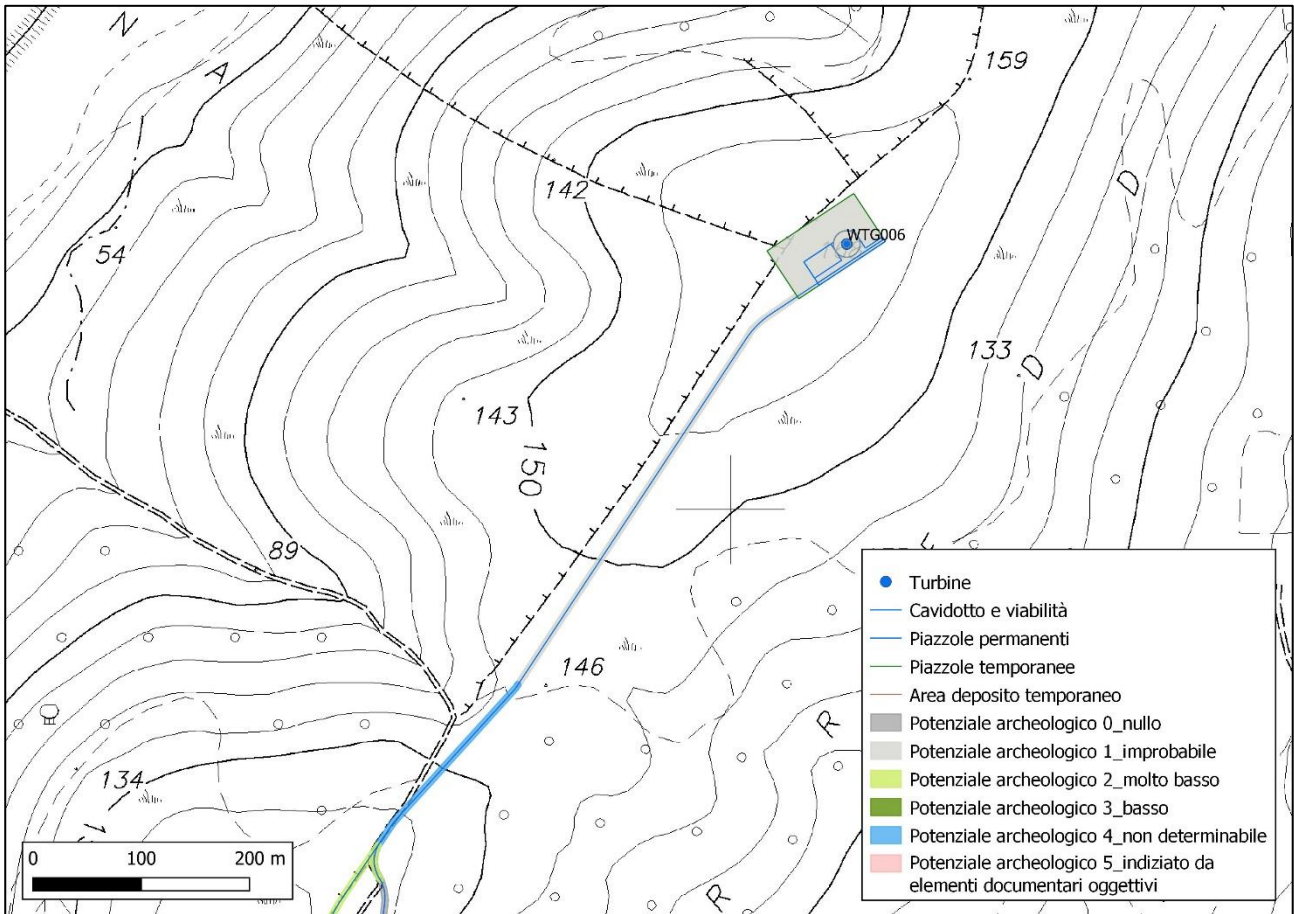 N
A
159
142
54
WTG006
D
133
D
143
150
89
F
146
R
134
R
Turbine
Cavidotto e viabilità
Piazzole permanenti
Piazzole temporanee
Area deposito temporaneo
Potenziale archeologico 0_nullo
Potenziale archeologico 1_improbabile
Potenziale archeologico 2_molto basso
Potenziale archeologico 3_basso
Potenziale archeologico 4_non determinabile
Potenziale archeologico 5_indiziato da
elementi documentari oggettivi
0 100 200 m